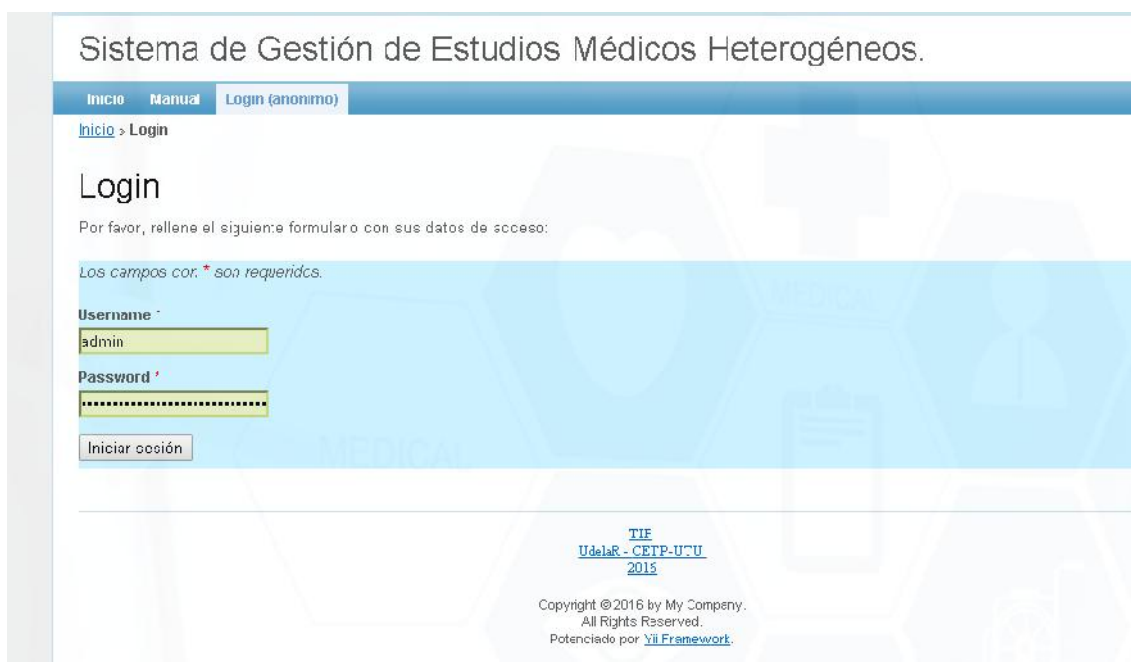 Sistema de Gestión de Estudios Médicos Heterogéneos.
Inicio Manual Login (anonimo)
Inicio » Login
Login
Por favor, rellene el siguiente formulario con sus datos de acceso:
Los campos con * son requeridos.
Username *
admin
Password *
Iniciar sesión
MEDICAL
MEDICAL
TIF
UdelaR - CETP-UTU
Copyright © 2016 by My Company.
All Rights Reserved.
Potenciado por Yii Framework.